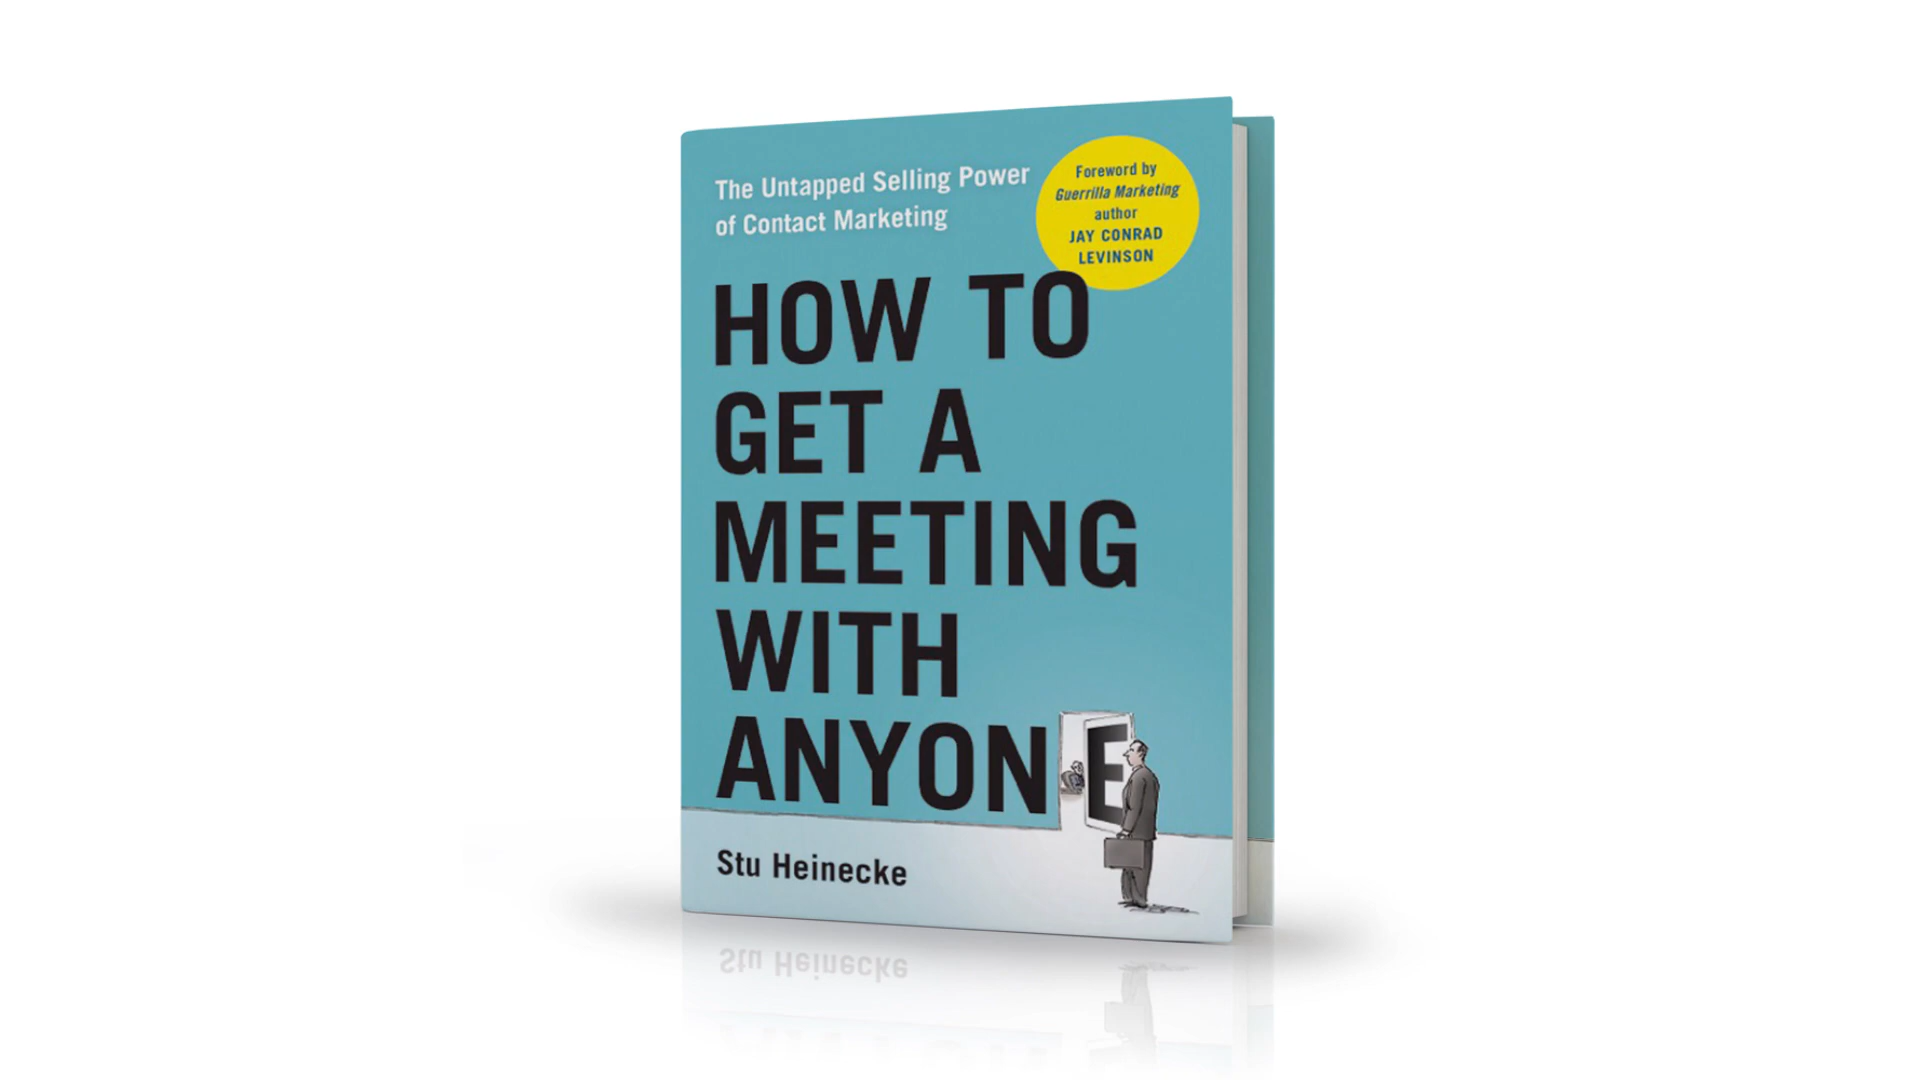 The Untapped Selling Power
of Contact Marketing
Foreword by
Guerrilla Marketing
author
JAY CONRAD
LEVINSON
HOW TO
GET A
MEETING
WITH
ANYONE
Stu Heinecke
Stu Heinecke